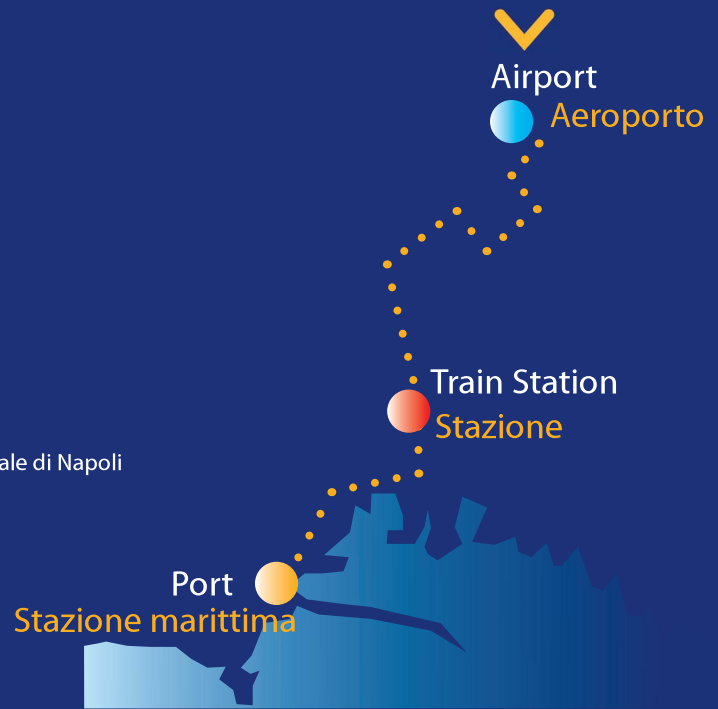 Airport
Aeroporto
Train Station
Stazione
ale di Napoli
Port
Stazione marittima